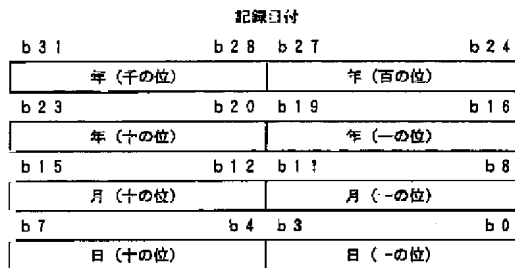 記録日付
b31 b28 b27 b24
年(千の位) 年(百の位)
b23 b20 b19 b16
年(十の位) 年(一の位)
b15 b12 b11 b8
月(十の位) 月(一の位)
b7 b4 b3 b0
日(十の位) 日(一の位)